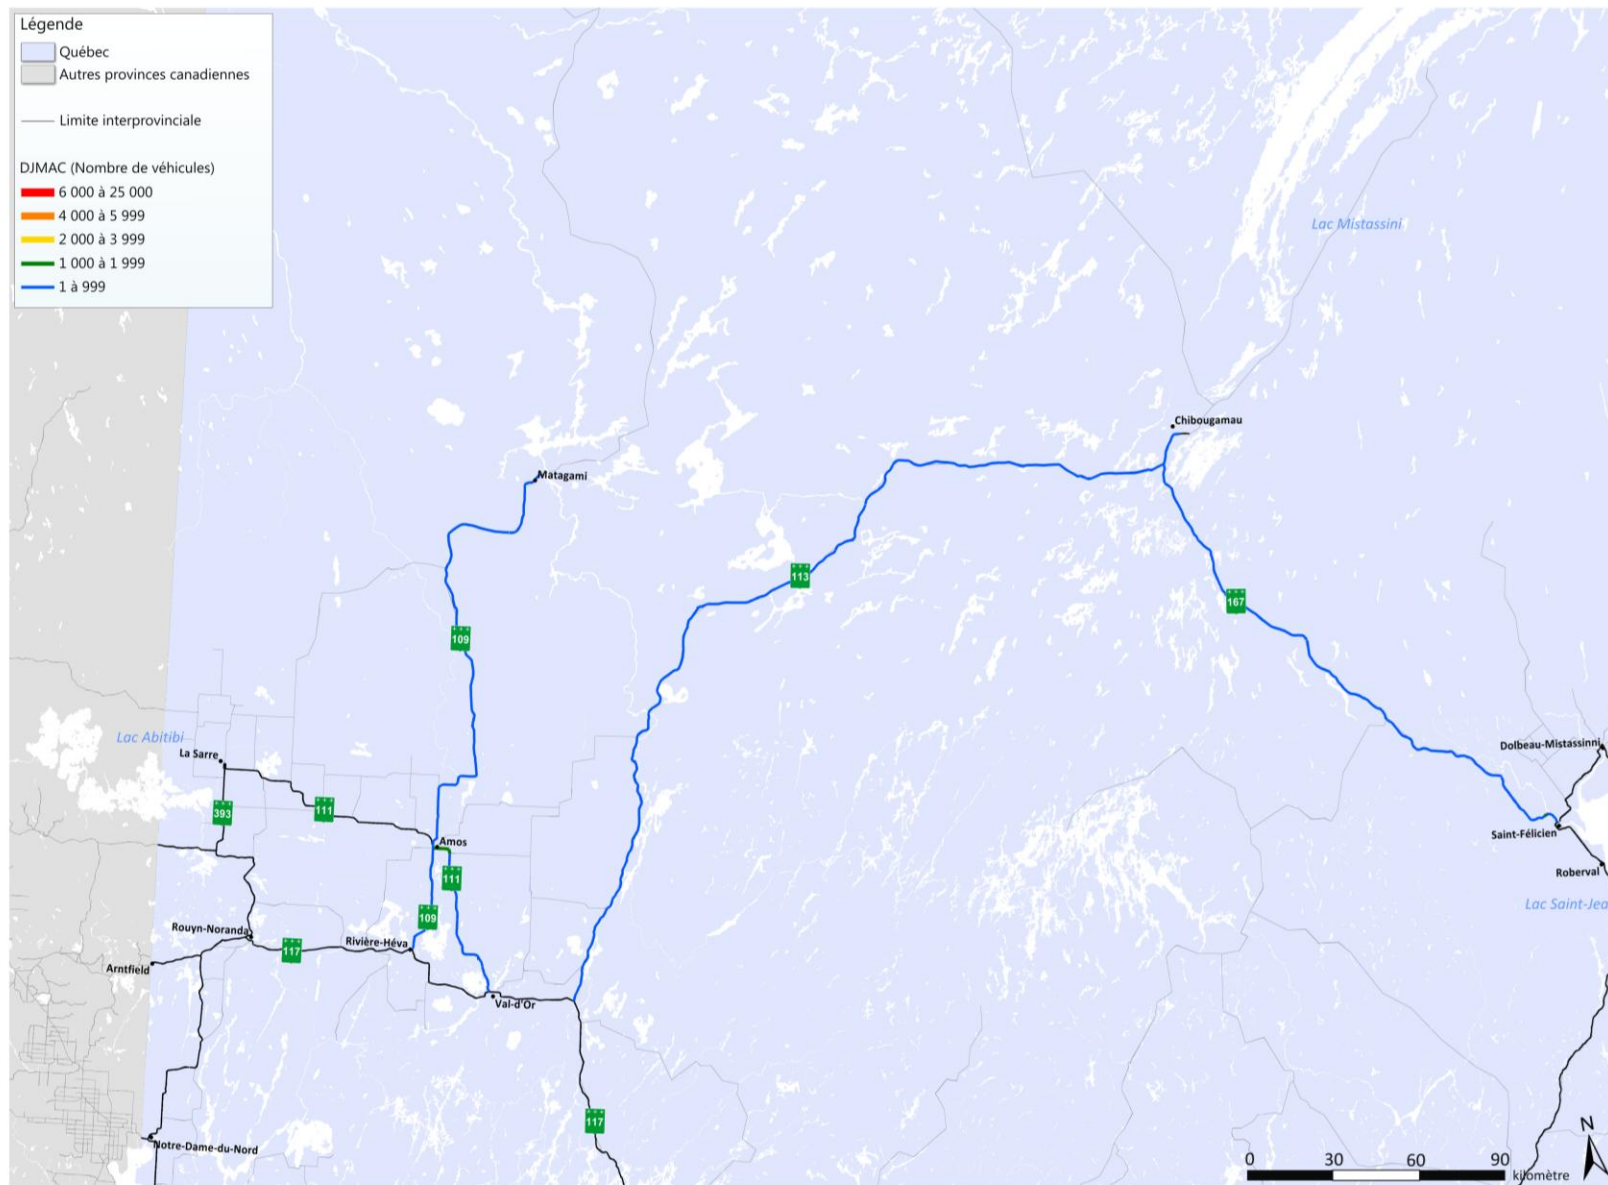 Légende
Québec
Autres provinces canadiennes
Limite interprovinciale
DJMAC (Nombre de véhicules)
6 000 à 25 000
4 000 à 5 999
2 000 à 3 999
1 000 à 1 999
1 à 999
Lac Mistassini
Chibougamau
Matagami
113
167
109
Lac Abitibi
La Sarre
Dolbeau-Mistassinni
393
111
Amos
Saint-Félicien
111
Roberval
109
Lac Saint-Jea
Rouyn-Noranda
Rivière-Héva
117
Arntfield
Val-d'Or
117
Notre-Dame-du-Nord
N
0 30 60 90
kilomètre